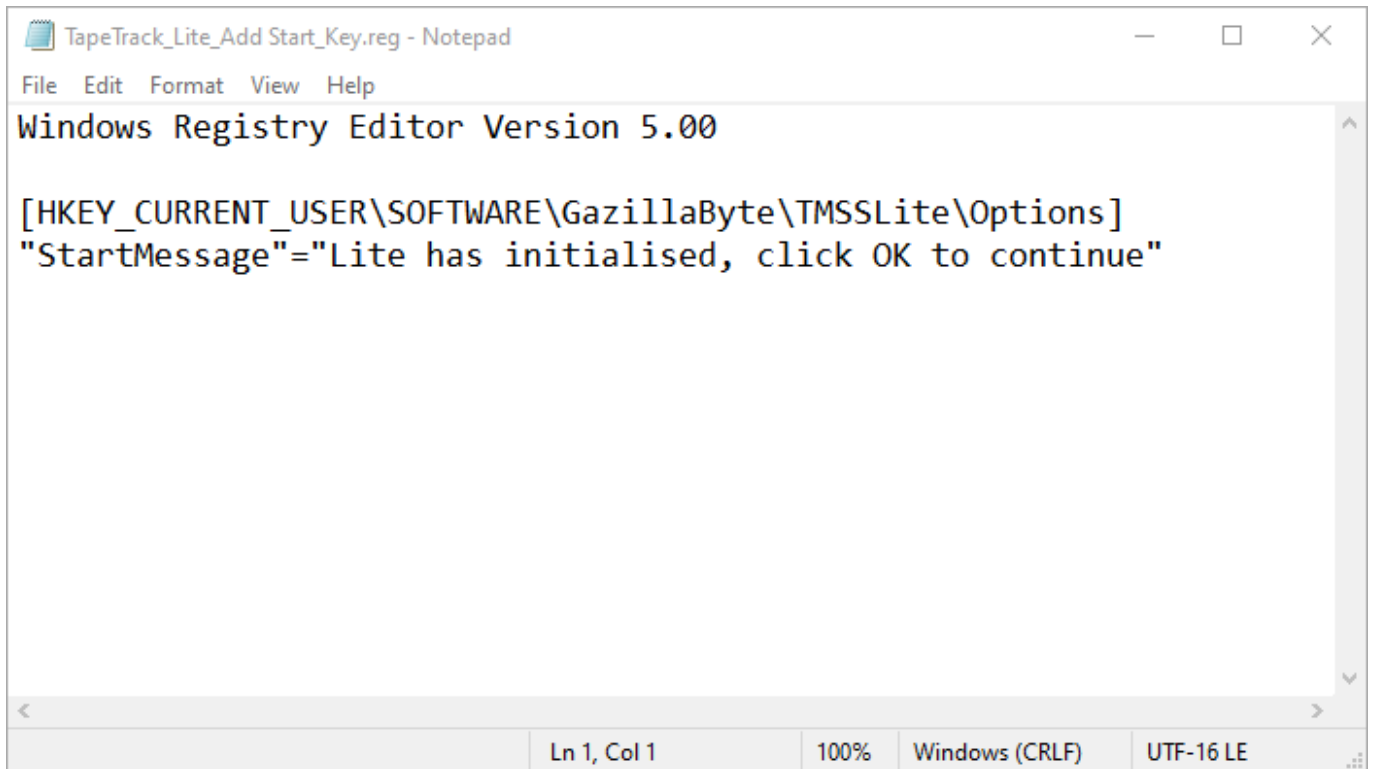 TapeTrack_Lite_Add Start_Key.reg - Notepad
File Edit Format View Help
Windows Registry Editor Version 5.00
[HKEY_CURRENT_USER\SOFTWARE\GazillaByte\TMSSLite\Options]
"StartMessage"="Lite has initialised, click OK to continue"
Ln 1, Col 1 100% Windows (CRLF) UTF-16 LE